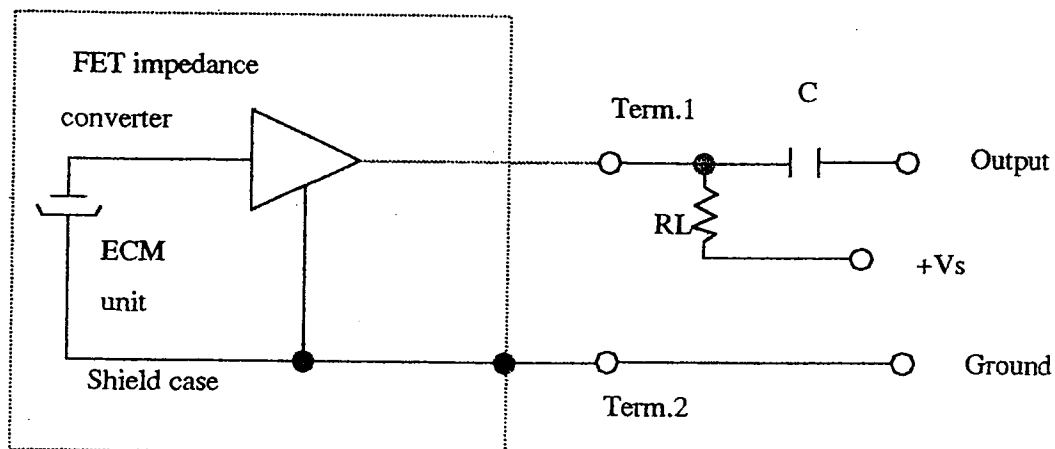 FET impedance
converter
ECM
unit
Shield case
Term.1
C
Output
RL
+Vs
Ground
Term.2